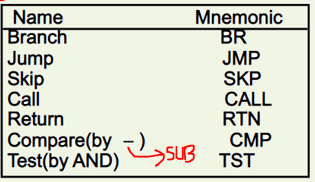 Name Mnemonic
Branch BR
Jump JMP
Skip SKP
Call CALL
Return RTN
Compare(by – ) CMP
SUB
Test(by AND) TST